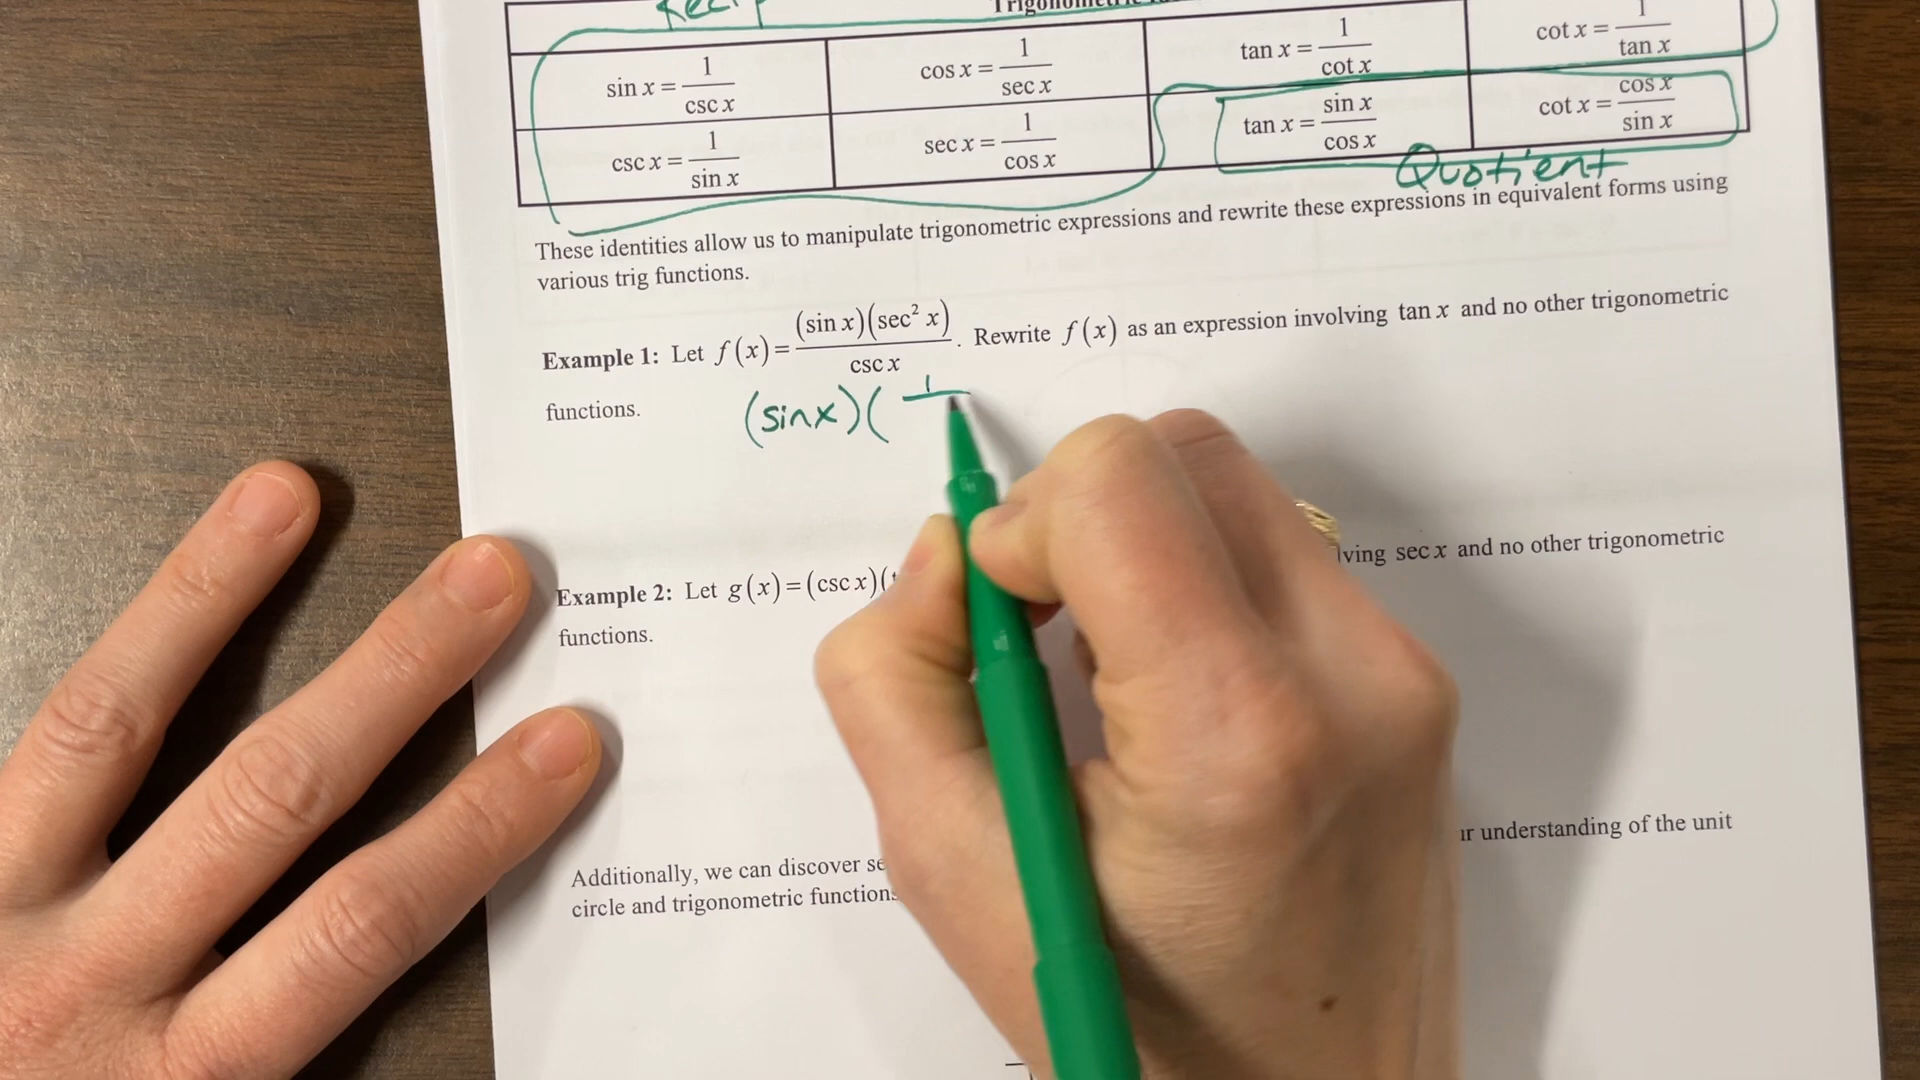 Recip
Trigonometric
sin x = 1/csc x cos x = 1/sec x tan x = 1/cot x cot x = 1/tan x
csc x = 1/sin x sec x = 1/cos x tan x = sin x/cos x cot x = cos x/sin x
Quotient
These identities allow us to manipulate trigonometric expressions and rewrite these expressions in equivalent forms using
various trig functions.
Example 1: Let f(x) = (sin x)(sec² x)/csc x. Rewrite f(x) as an expression involving tan x and no other trigonometric
functions.
(sinx)( 1/
Example 2: Let g(x) = (csc x)( sec x and no other trigonometric
functions.
Additionally, we can discover understanding of the unit
circle and trigonometric functions